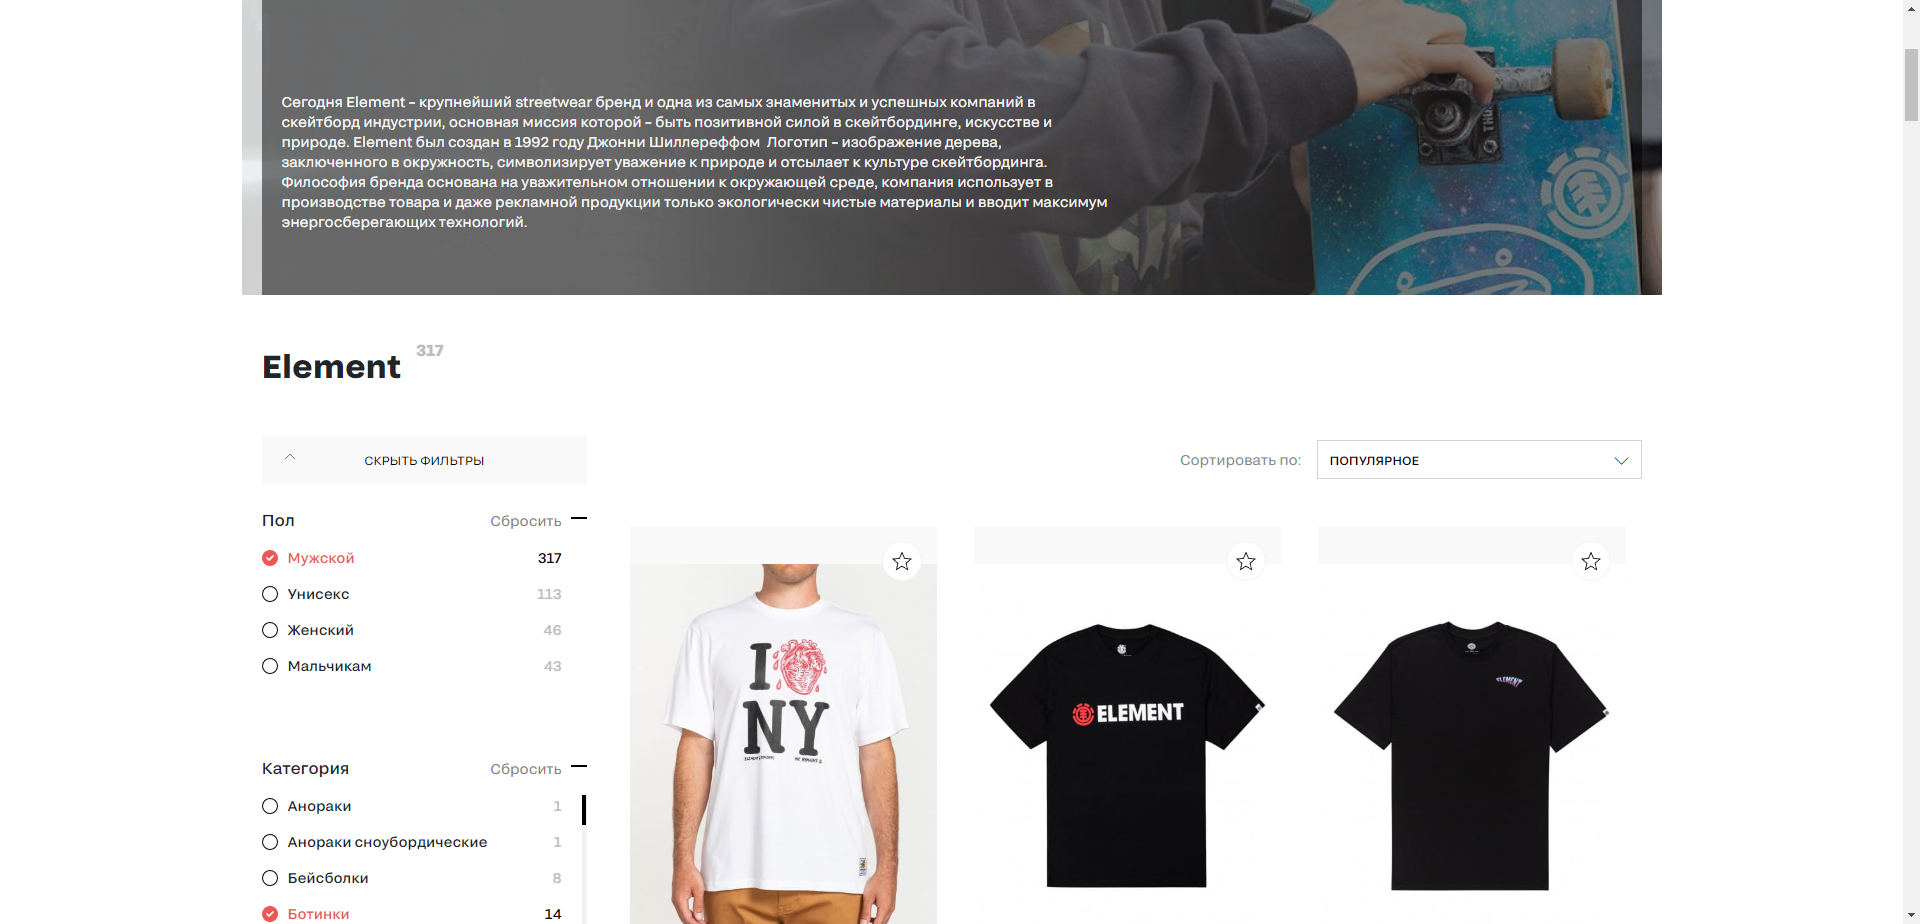 Сегодня Element – крупнейший streetwear бренд и одна из самых знаменитых и успешных компаний в
скейтборд индустрии, основная миссия которой – быть позитивной силой в скейтбординге, искусстве и
природе. Element был создан в 1992 году Джонни Шиллереффом  Логотип – изображение дерева,
заключенного в окружность, символизирует уважение к природе и отсылает к культуре скейтбординга.
Философия бренда основана на уважительном отношении к окружающей среде, компания использует в
производстве товара и даже рекламной продукции только экологически чистые материалы и вводит максимум
энергосберегающих технологий.
Element 317
СКРЫТЬ ФИЛЬТРЫ
Сортировать по: ПОПУЛЯРНОЕ
Пол Сбросить
Мужской 317
Унисекс 113
Женский 46
Мальчикам 43
Категория Сбросить
Анораки 1
Анораки сноубордические 1
Бейсболки 8
Ботинки 14
I
NY
ELEMENT
ELEMENT